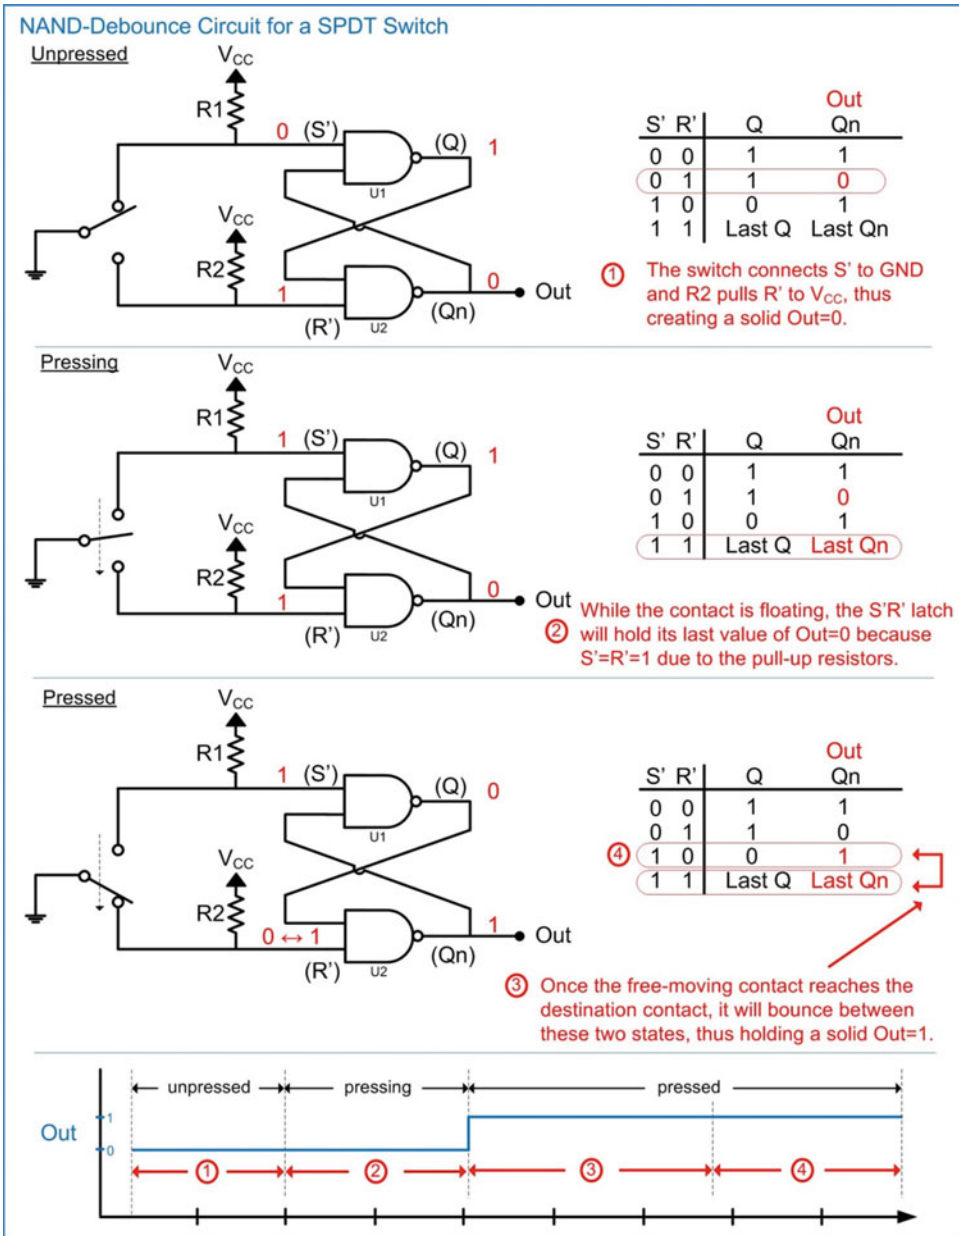 NAND-Debounce Circuit for a SPDT Switch
Unpressed
VCC
R1
0 (S') (Q) 1
U1
VCC
R2
1 0 Out
(R') U2 (Qn)
Out
S' R' Q Qn
0 0 1 1
0 1 1 0
1 0 0 1
1 1 Last Q Last Qn
1 The switch connects S' to GND
and R2 pulls R' to VCC, thus
creating a solid Out=0.
Pressing
VCC
R1
1 (S') (Q) 1
U1
VCC
R2
1 0 Out
(R') U2 (Qn)
Out
S' R' Q Qn
0 0 1 1
0 1 1 0
1 0 0 1
1 1 Last Q Last Qn
While the contact is floating, the S'R' latch
2 will hold its last value of Out=0 because
S'=R'=1 due to the pull-up resistors.
Pressed
VCC
R1
1 (S') (Q) 0
U1
VCC
R2
0 ↔ 1 1 Out
(R') U2 (Qn)
Out
S' R' Q Qn
0 0 1 1
0 1 1 0
4 1 0 0 1
1 1 Last Q Last Qn
3 Once the free-moving contact reaches the
destination contact, it will bounce between
these two states, thus holding a solid Out=1.
unpressed pressing pressed
Out 1
0
1 2 3 4